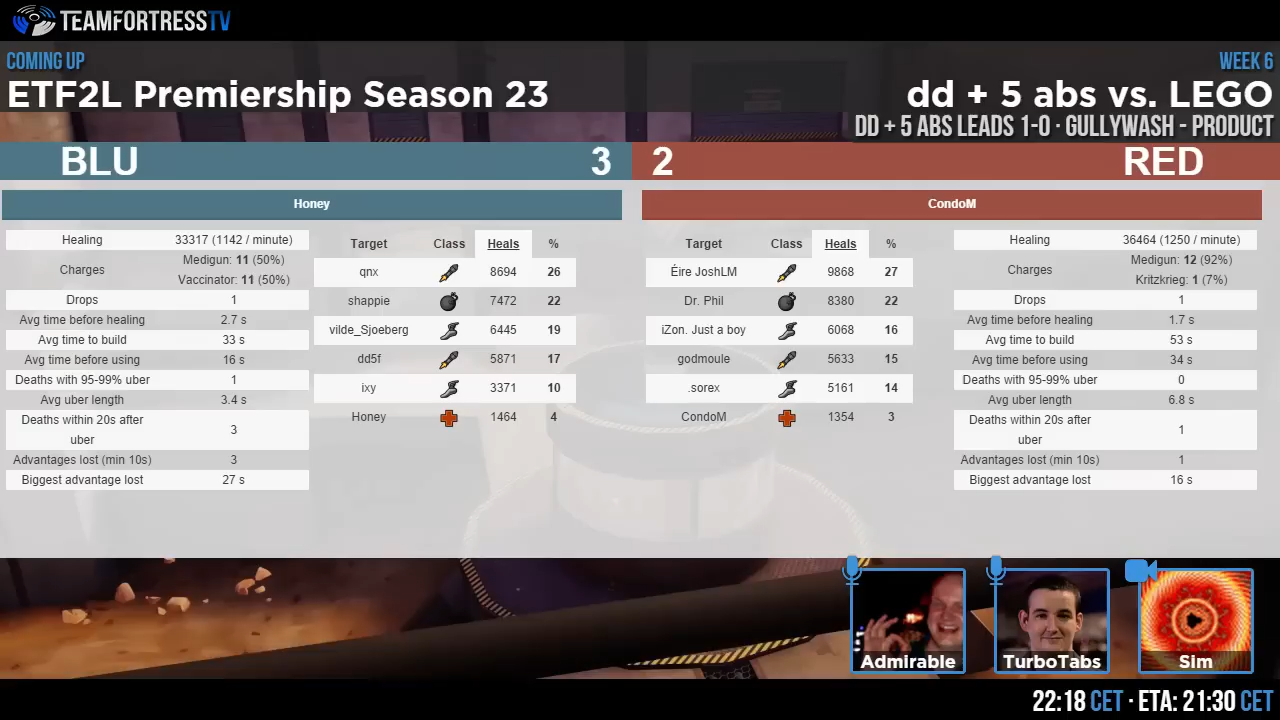 TEAMFORTRESSTV
COMING UP
WEEK 6
ETF2L Premiership Season 23
dd + 5 abs vs. LEGO
DD + 5 ABS LEADS 1-0 · GULLYWASH - PRODUCT
BLU 3
2 RED
Honey
CondoM
Healing 33317 (1142 / minute)
Charges Medigun: 11 (50%)
Vaccinator: 11 (50%)
Drops 1
Avg time before healing 2.7 s
Avg time to build 33 s
Avg time before using 16 s
Deaths with 95-99% uber 1
Avg uber length 3.4 s
Deaths within 20s after
uber 3
Advantages lost (min 10s) 3
Biggest advantage lost 27 s
Target Class Heals %
qnx 8694 26
shappie 7472 22
vilde_Sjoeberg 6445 19
dd5f 5871 17
ixy 3371 10
Honey 1464 4
Target Class Heals %
Éire JoshLM 9868 27
Dr. Phil 8380 22
iZon. Just a boy 6068 16
godmoule 5633 15
.sorex 5161 14
CondoM 1354 3
Healing 36464 (1250 / minute)
Charges Medigun: 12 (92%)
Kritzkrieg: 1 (7%)
Drops 1
Avg time before healing 1.7 s
Avg time to build 53 s
Avg time before using 34 s
Deaths with 95-99% uber 0
Avg uber length 6.8 s
Deaths within 20s after
uber 1
Advantages lost (min 10s) 1
Biggest advantage lost 16 s
Admirable
TurboTabs
Sim
22:18 CET · ETA: 21:30 CET